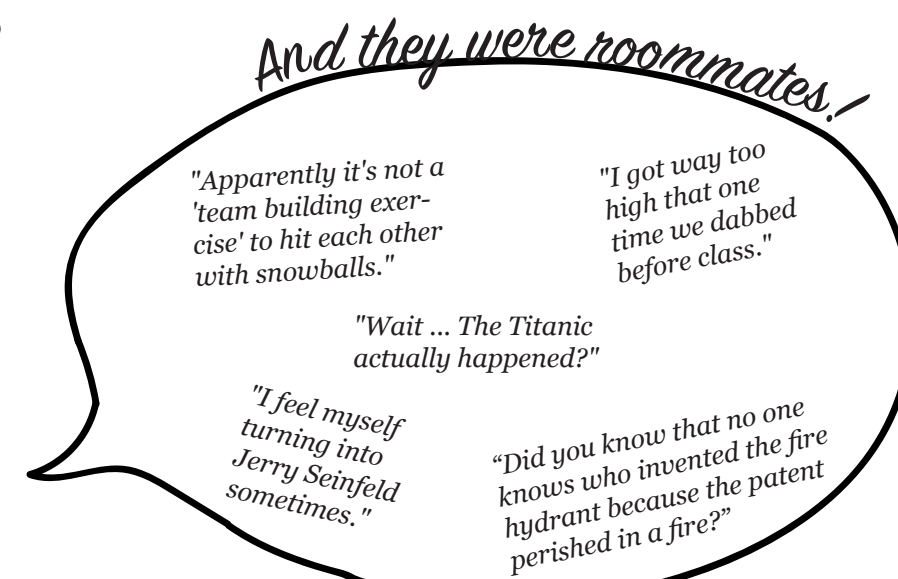 And they were roommates!
"Apparently it's not a
'team building exer-
cise' to hit each other
with snowballs."
"I got way too
high that one
time we dabbed
before class."
"Wait ... The Titanic
actually happened?"
"I feel myself
turning into
Jerry Seinfeld
sometimes."
“Did you know that no one
knows who invented the fire
hydrant because the patent
perished in a fire?”